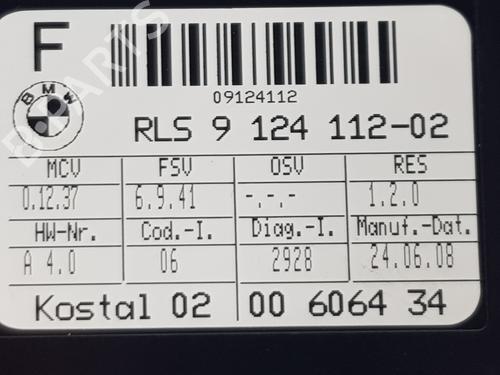 F
09124112
BMW
RLS 9 124 112-02
MCV FSV OSV RES
0.12.37 6.9.41 -.-.- 1.2.0
HW-Nr. Cod.-I. Diag.-I. Manuf.-Dat.
A 4.0 06 2928 24.06.08
Kostal 02 00 6064 34